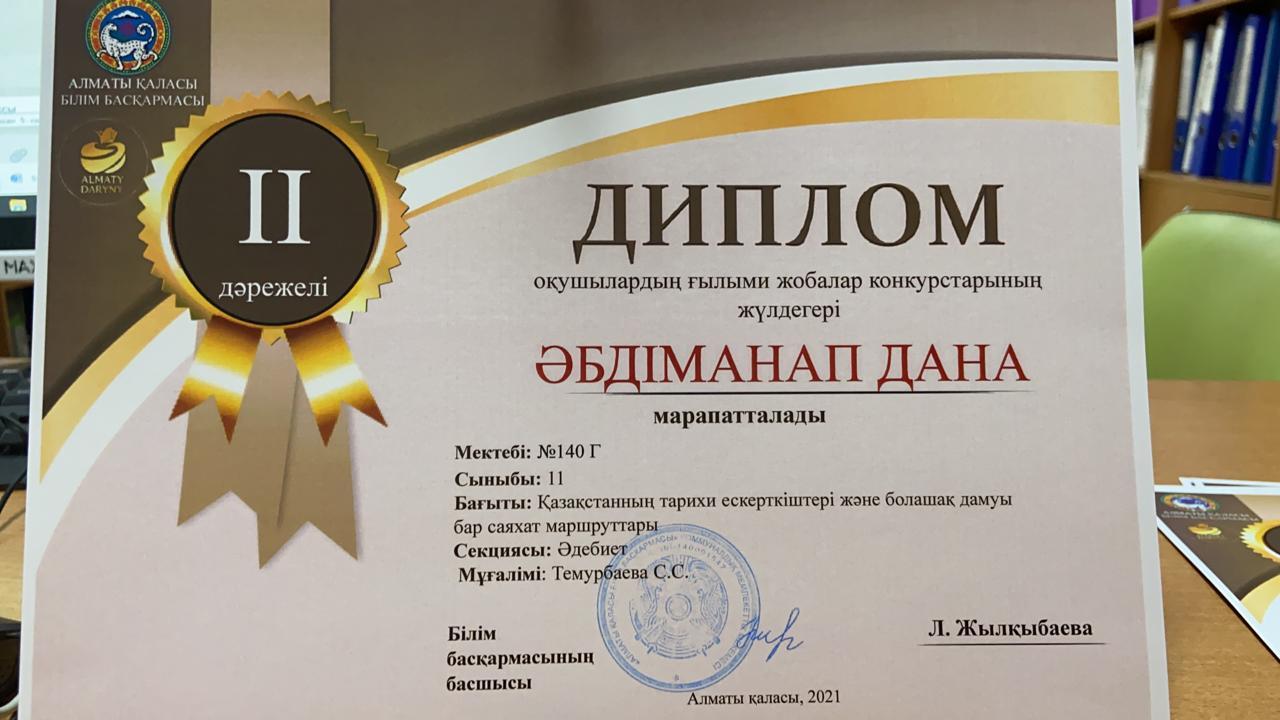 АЛМАТЫ ҚАЛАСЫ
БІЛІМ БАСҚАРМАСЫ
ALMATY
DARYNY
II
дәрежелі
ДИПЛОМ
оқушылардың ғылыми жобалар конкурстарының
жүлдегері
ӘБДІМАНАП ДАНА
марапатталады
Мектебі: №140 Г
Сыныбы: 11
Бағыты: Қазақстанның тарихи ескерткіштері және болашақ дамуы
бар саяхат маршруттары
Секциясы: Әдебиет
Мұғалімі: Темурбаева С.С.
Білім
басқармасының
басшысы
Л. Жылқыбаева
Алматы қаласы, 2021